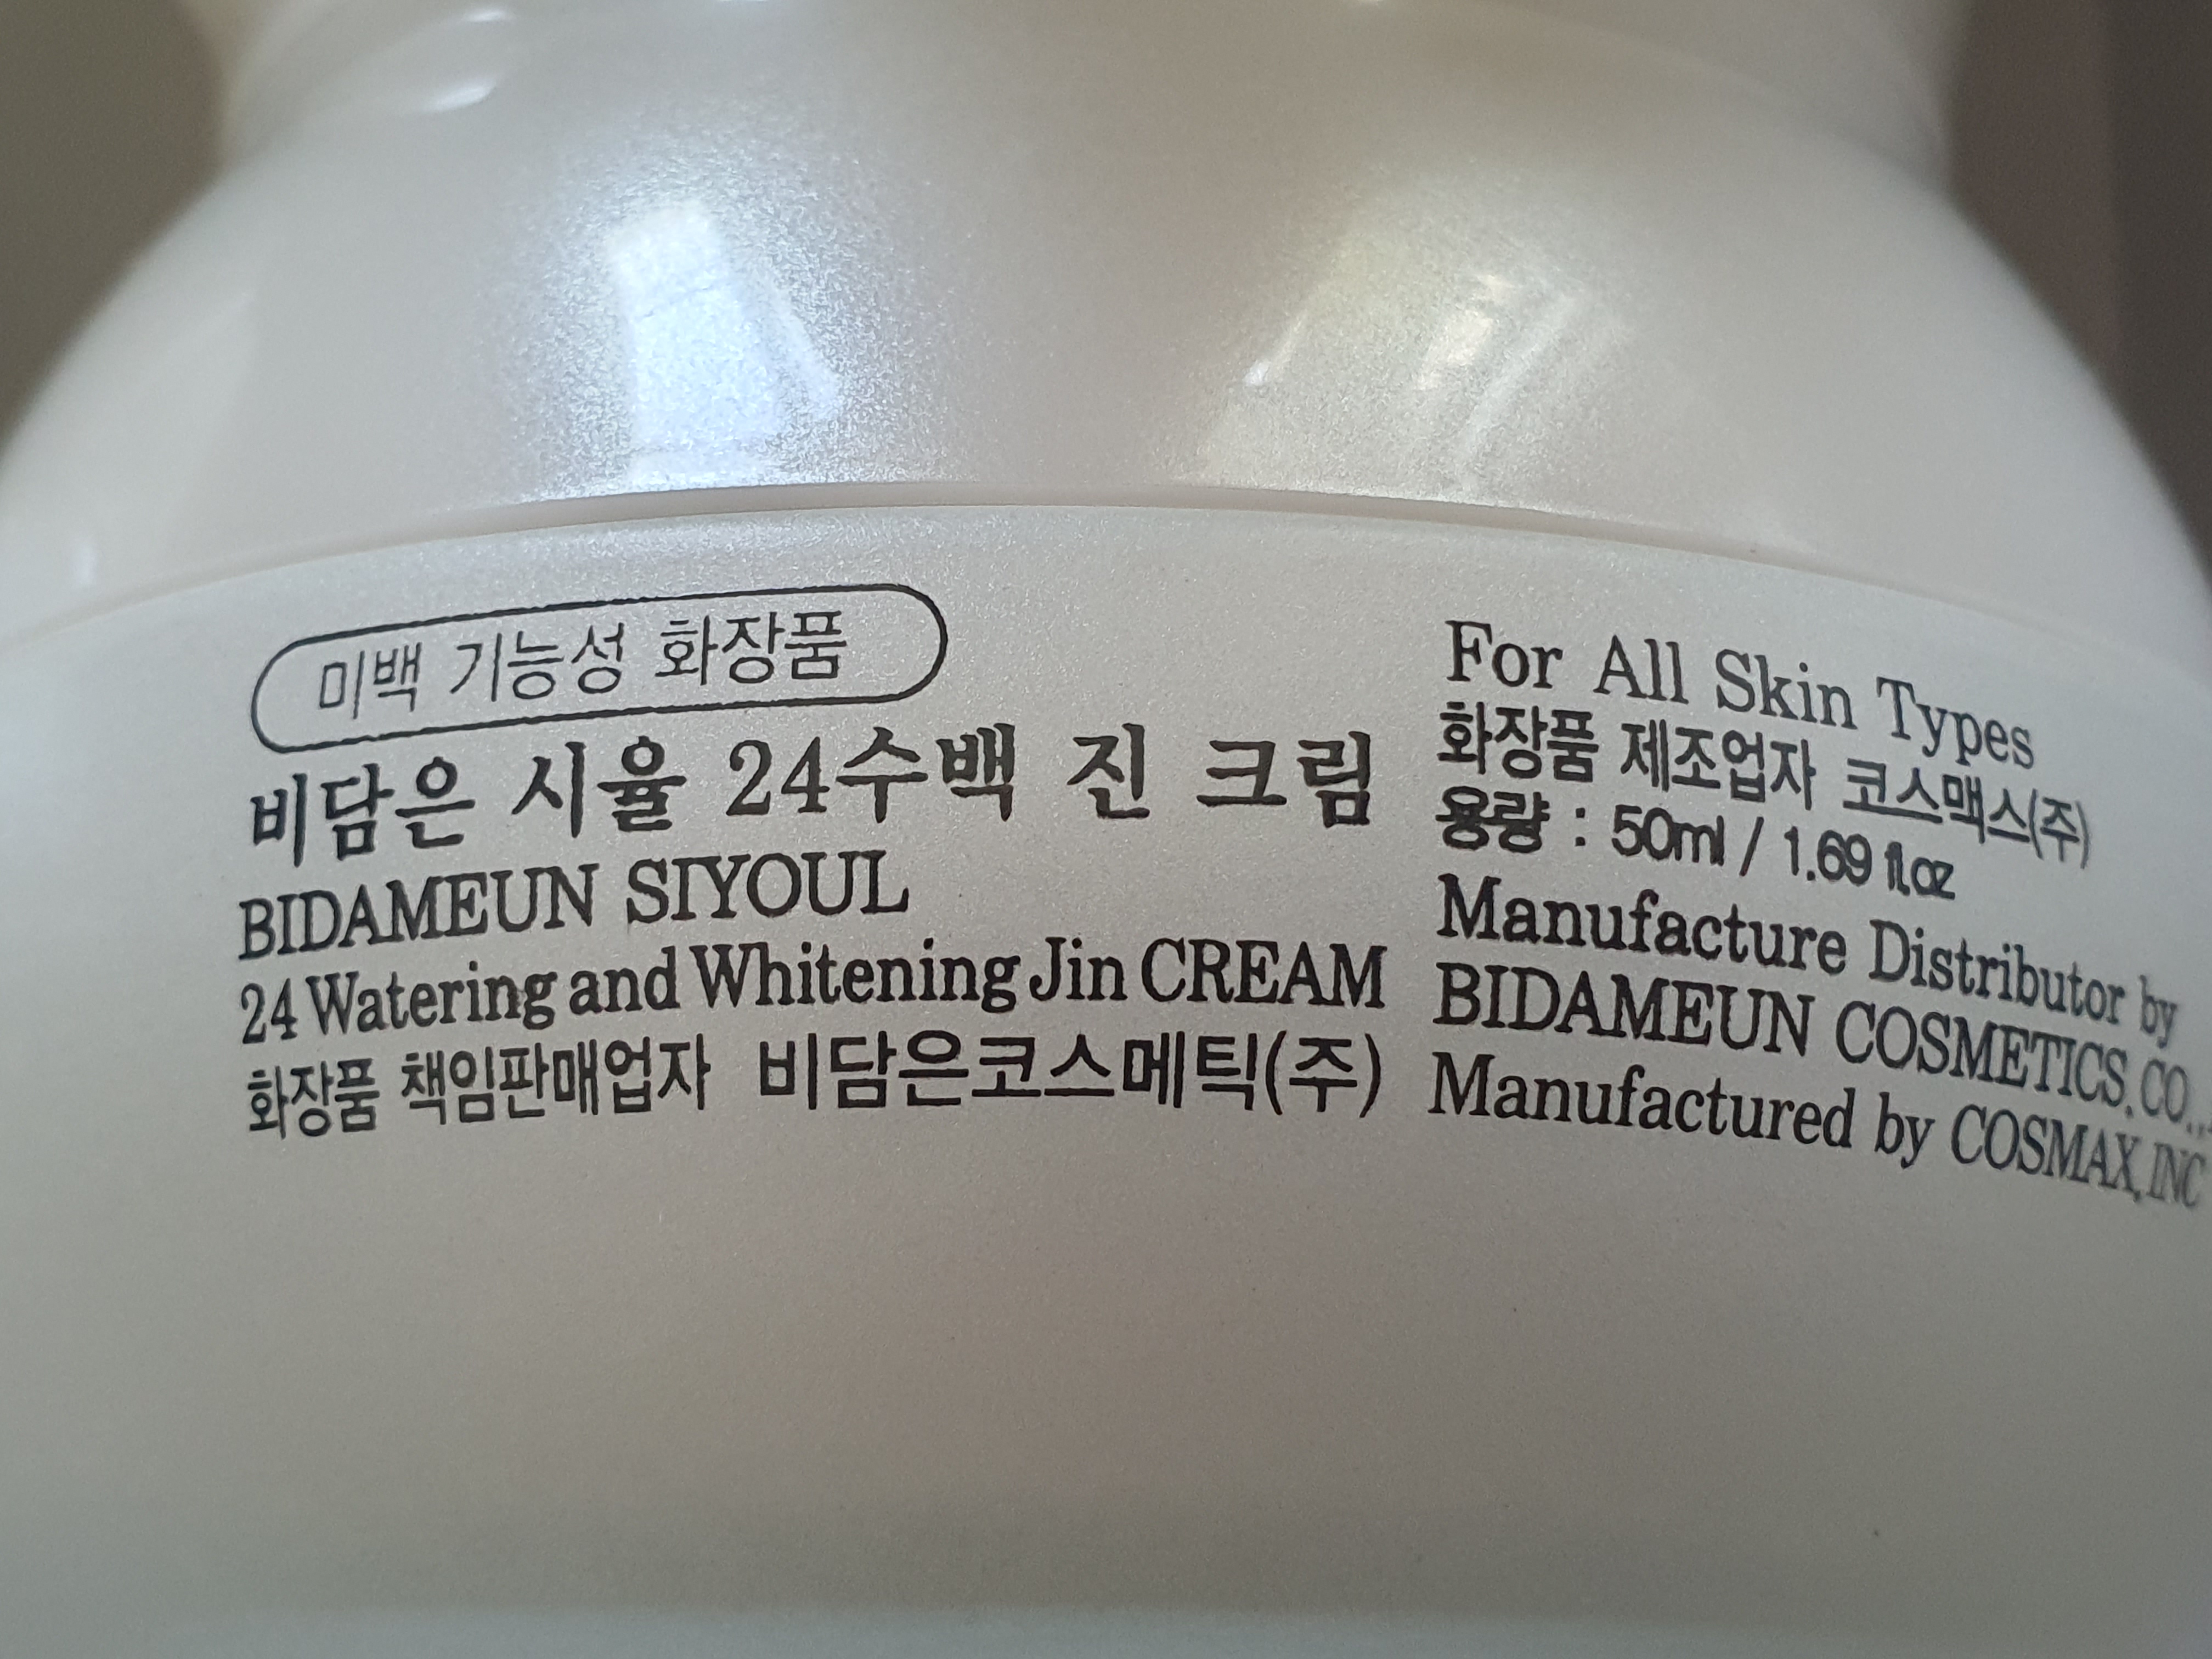 미백 기능성 화장품
비담은 시율 24수백 진 크림
BIDAMEUN SIYOUL
24 Watering and Whitening Jin CREAM
화장품 책임판매업자 비담은코스메틱(주)
For All Skin Types
화장품 제조업자 코스맥스(주)
용량 : 50ml / 1.69 fl oz
Manufacture Distributor by
BIDAMEUN COSMETICS. CO.,
Manufactured by COSMAX, INC